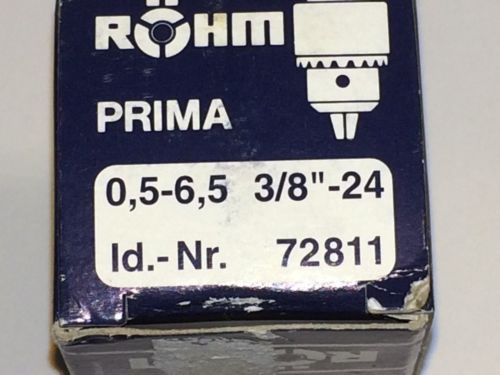 RÖHM
PRIMA
0,5-6,5 3/8"-24
Id.-Nr. 72811